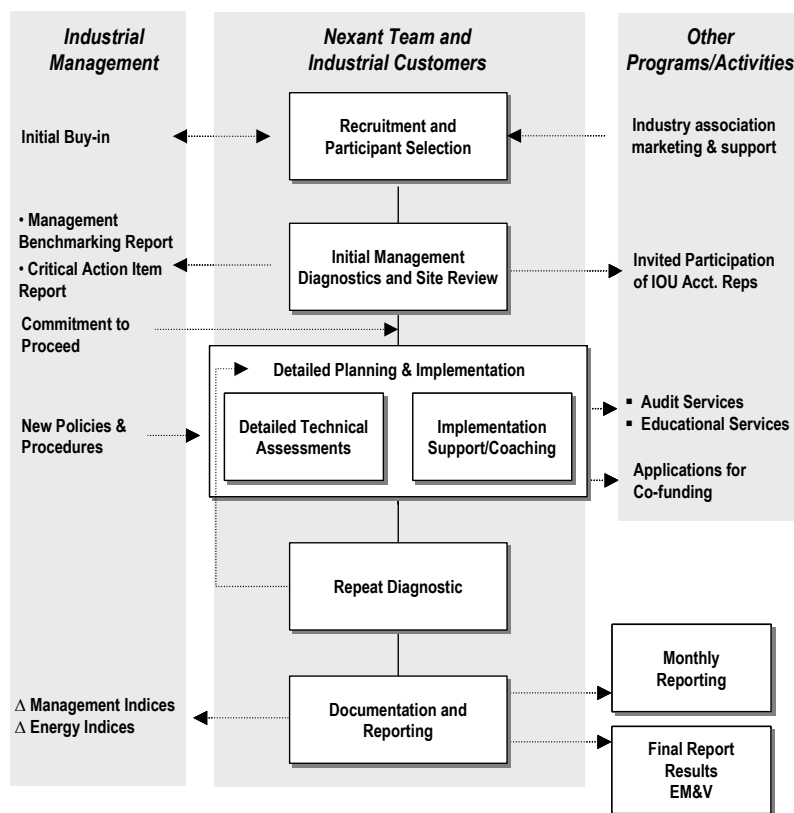 Industrial
Management
Nexant Team and
Industrial Customers
Other
Programs/Activities
Initial Buy-in
Recruitment and
Participant Selection
Industry association
marketing & support
• Management
Benchmarking Report
• Critical Action Item
Report
Initial Management
Diagnostics and Site Review
Invited Participation
of IOU Acct. Reps
Commitment to
Proceed
Detailed Planning & Implementation
New Policies &
Procedures
Detailed Technical
Assessments
Implementation
Support/Coaching
▪ Audit Services
▪ Educational Services
Applications for
Co-funding
Repeat Diagnostic
Δ Management Indices
Δ Energy Indices
Documentation and
Reporting
Monthly
Reporting
Final Report
Results
EM&V